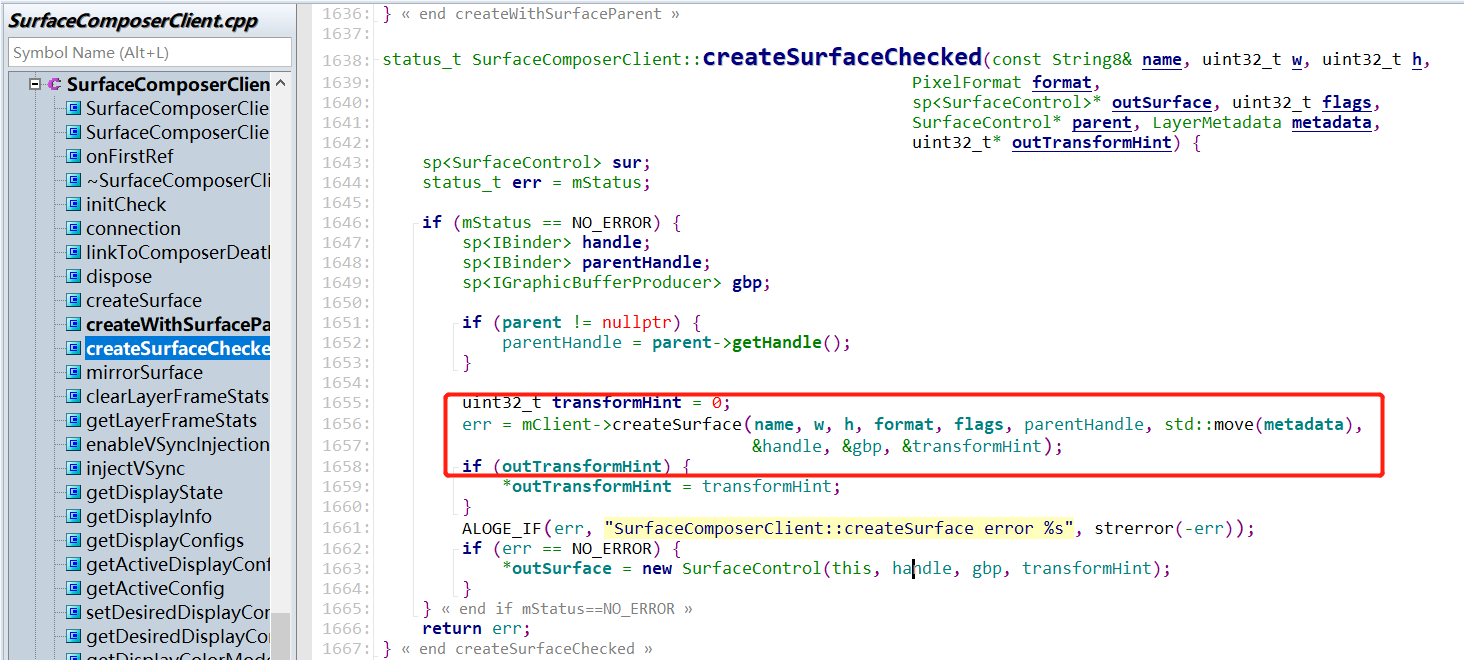 SurfaceComposerClient.cpp
Symbol Name (Alt+L)
SurfaceComposerClien
SurfaceComposerClie
SurfaceComposerClie
onFirstRef
~SurfaceComposerCli
initCheck
connection
linkToComposerDeatl
dispose
createSurface
createWithSurfacePa
createSurfaceChecke
mirrorSurface
clearLayerFrameStats
getLayerFrameStats
enableVSyncInjection
injectVSync
getDisplayState
getDisplayInfo
getDisplayConfigs
getActiveDisplayConf
getActiveConfig
setDesiredDisplayCor
getDesiredDisplayCo
getDisplayColorMode
1636: } « end createWithSurfaceParent »
1637:
1638: status_t SurfaceComposerClient::createSurfaceChecked(const String8& name, uint32_t w, uint32_t h,
1639: PixelFormat format,
1640: sp<SurfaceControl>* outSurface, uint32_t flags,
1641: SurfaceControl* parent, LayerMetadata metadata,
1642: uint32_t* outTransformHint) {
1643: sp<SurfaceControl> sur;
1644: status_t err = mStatus;
1645:
1646: if (mStatus == NO_ERROR) {
1647: sp<IBinder> handle;
1648: sp<IBinder> parentHandle;
1649: sp<IGraphicBufferProducer> gbp;
1650:
1651: if (parent != nullptr) {
1652: parentHandle = parent->getHandle();
1653: }
1654:
1655: uint32_t transformHint = 0;
1656: err = mClient->createSurface(name, w, h, format, flags, parentHandle, std::move(metadata),
1657: &handle, &gbp, &transformHint);
1658: if (outTransformHint) {
1659: *outTransformHint = transformHint;
1660: }
1661: ALOGE_IF(err, "SurfaceComposerClient::createSurface error %s", strerror(-err));
1662: if (err == NO_ERROR) {
1663: *outSurface = new SurfaceControl(this, handle, gbp, transformHint);
1664: }
1665: } « end if mStatus==NO_ERROR »
1666: return err;
1667: } « end createSurfaceChecked »